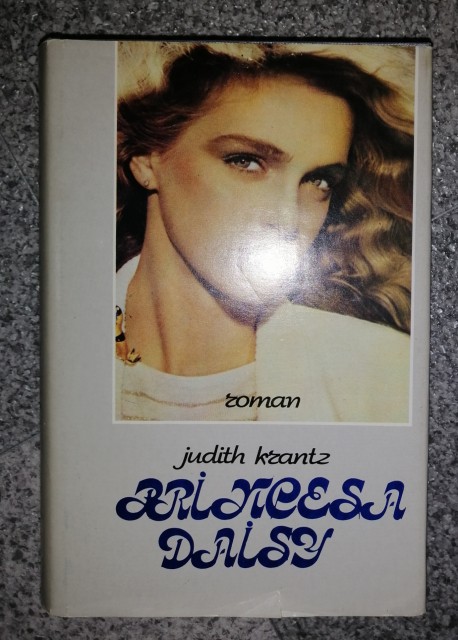 roman
judith krantz
PRINCESA
DAISY